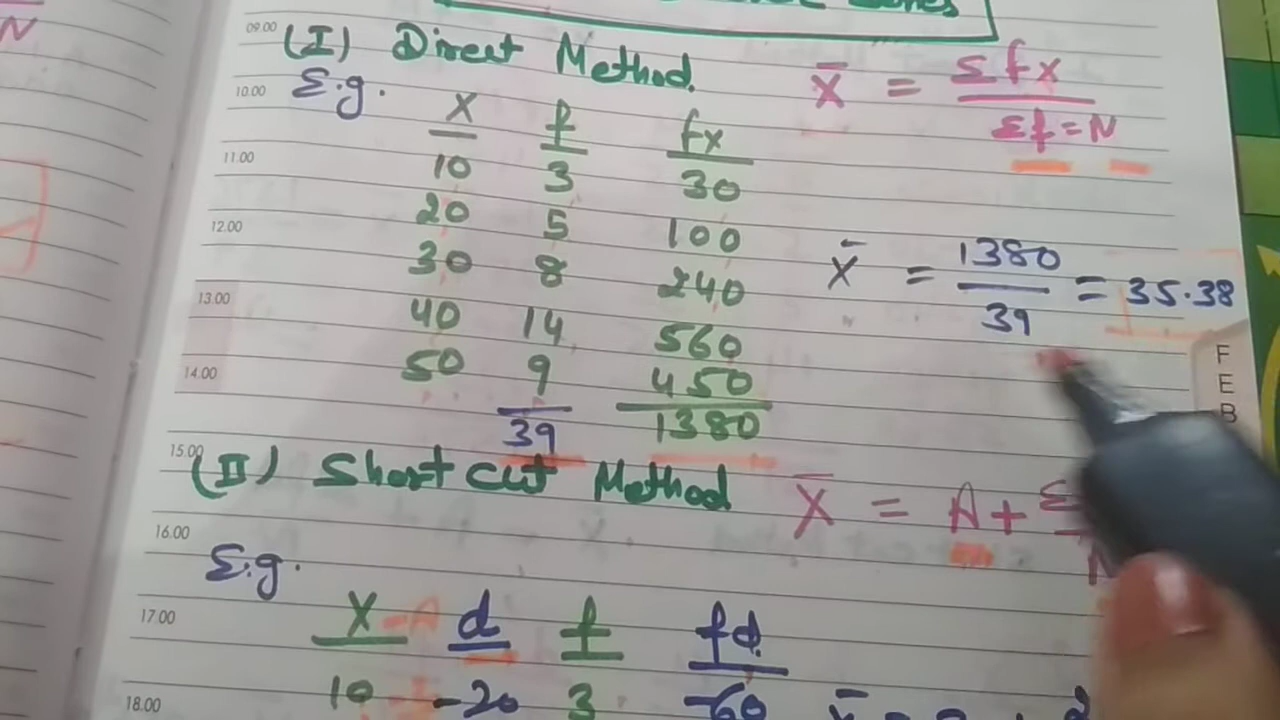 N
series
09.00
(I) Direct Method.
X̄ = Σfx / Σf = N
10.00
E.g.
X f fx
11.00
10 3 30
20 5 100
12.00
30 8 240
X̄ = 1380 / 39 = 35.38
13.00
40 14 560
14.00
50 9 450
39 1380
FEB
15.00
(II) Short cut Method X̄ = A + Σ N
16.00
E.g.
17.00
X - A d f fd
18.00
10 -20 3 -60